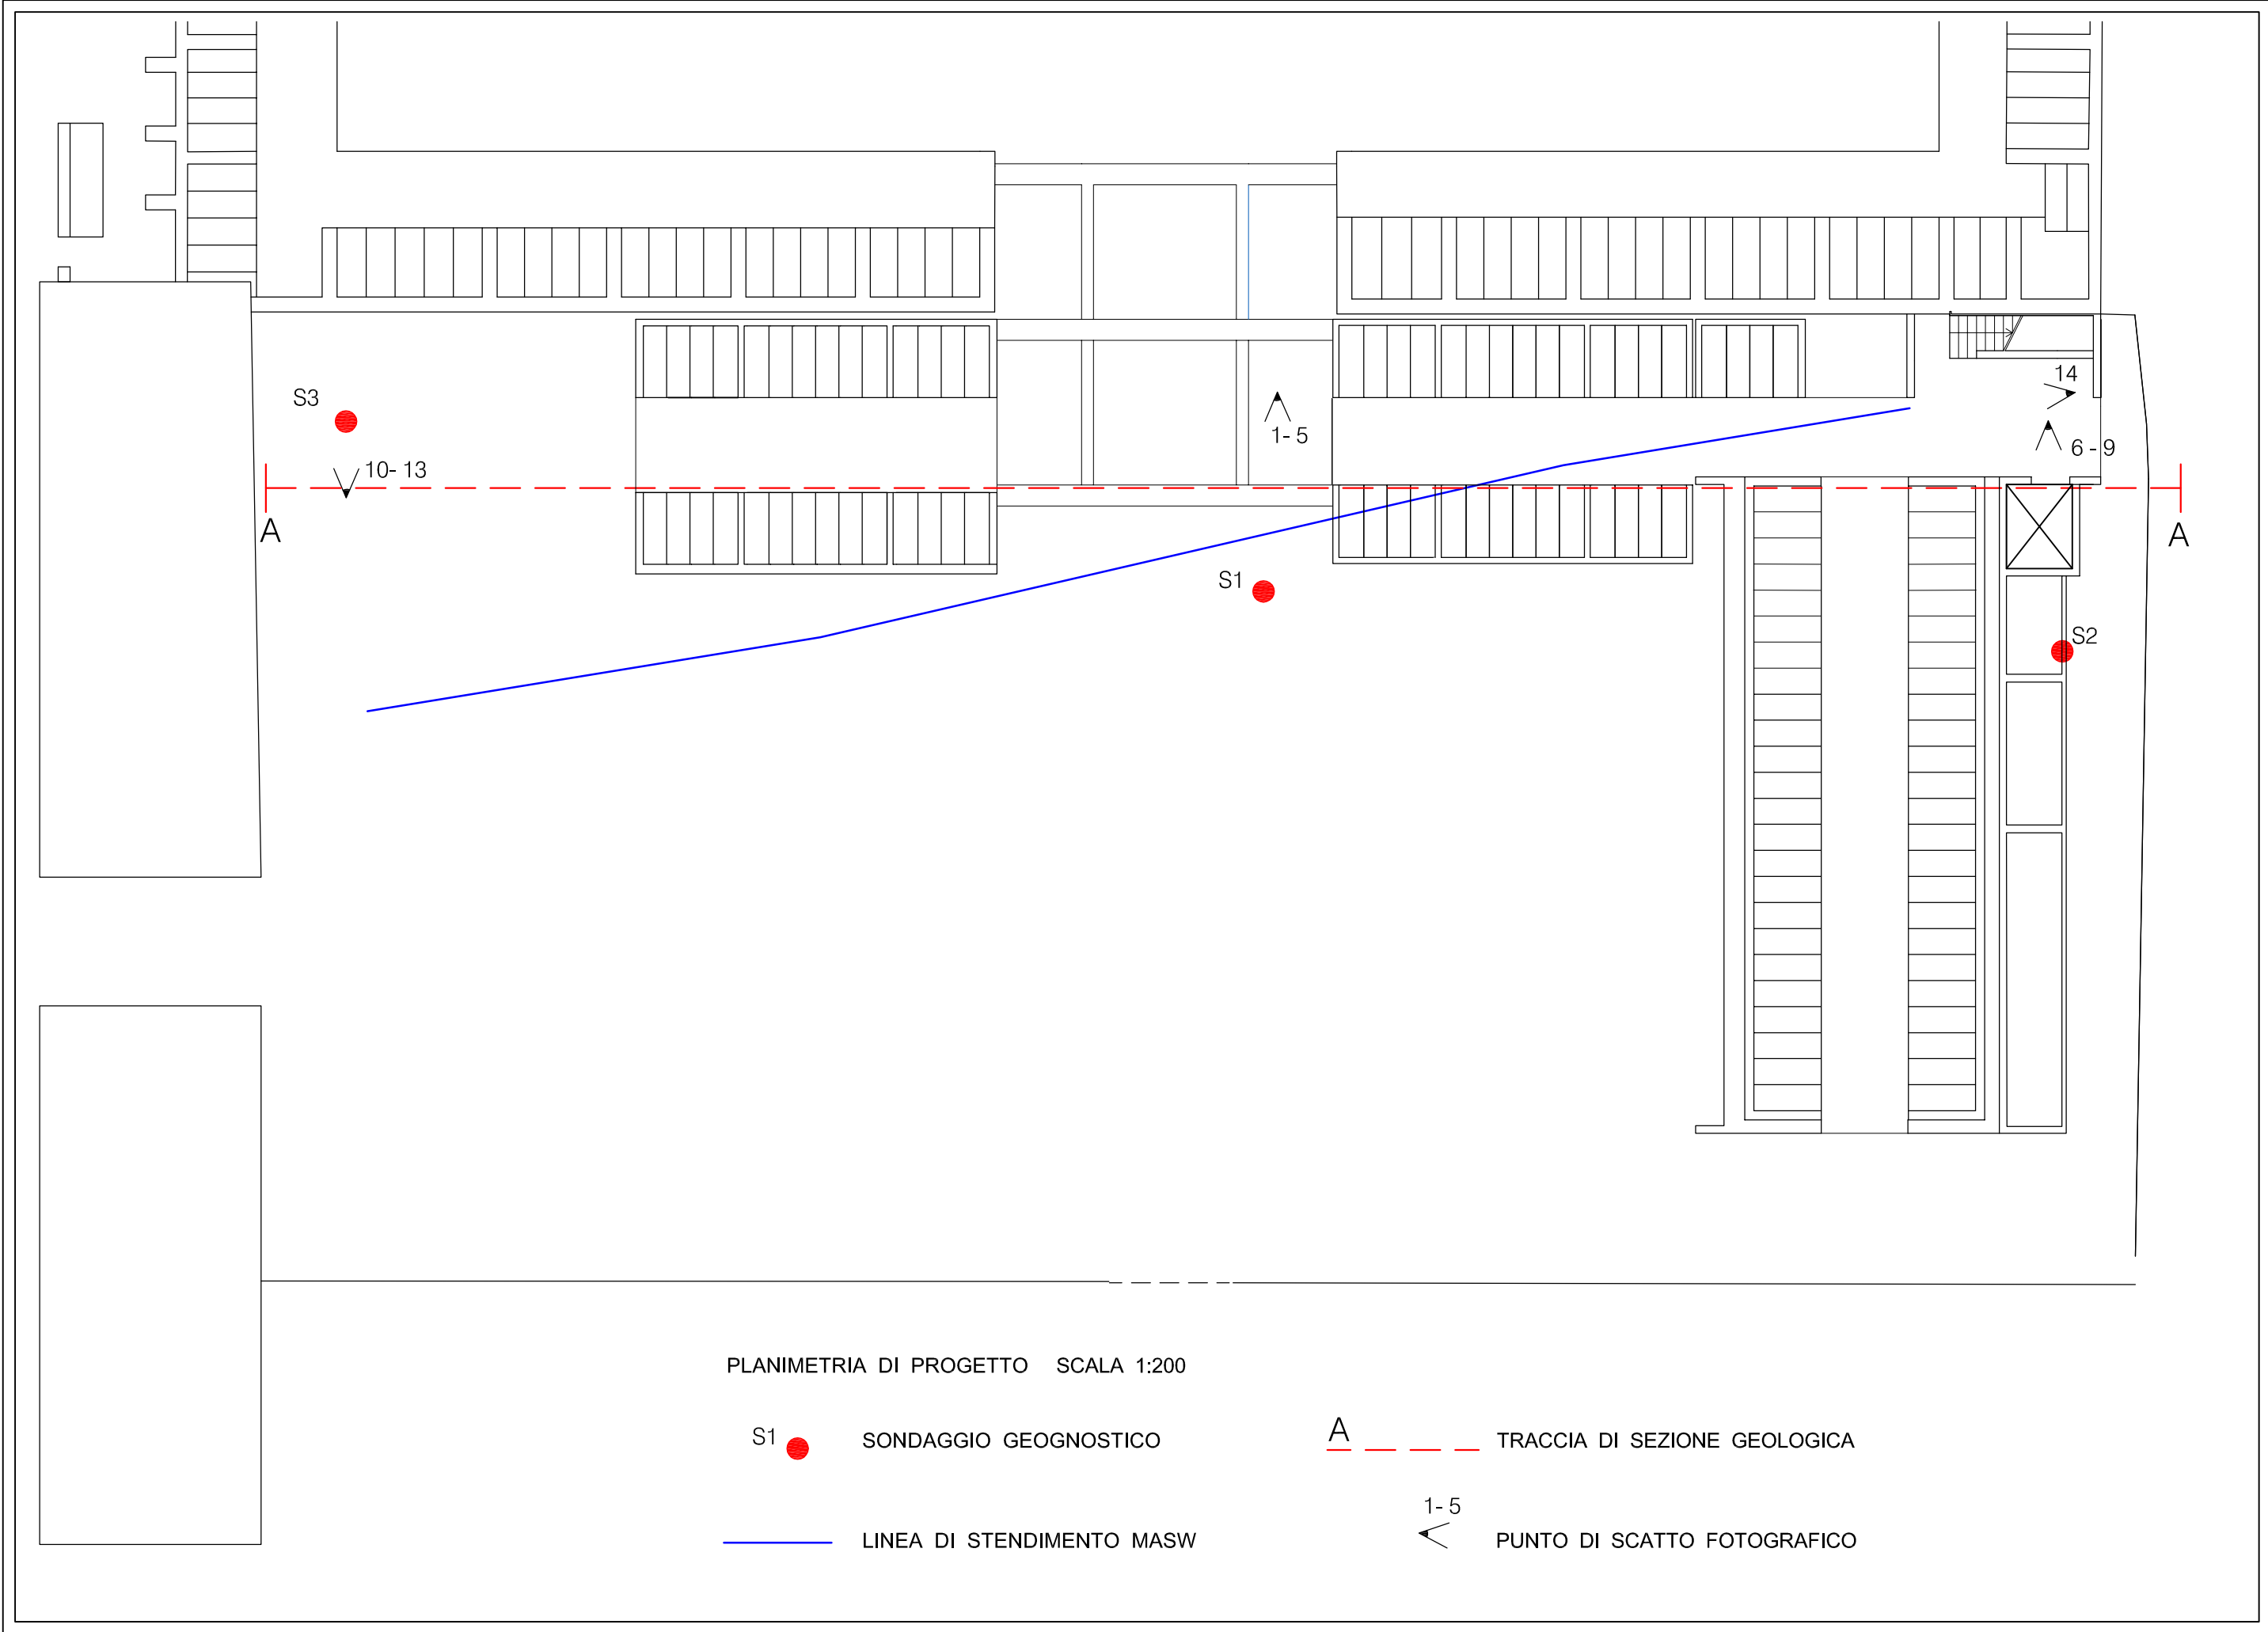 14
S3
1- 5
6 - 9
10- 13
A
A
S1
S2
PLANIMETRIA DI PROGETTO SCALA 1:200
S1 SONDAGGIO GEOGNOSTICO
A TRACCIA DI SEZIONE GEOLOGICA
LINEA DI STENDIMENTO MASW
1- 5
PUNTO DI SCATTO FOTOGRAFICO